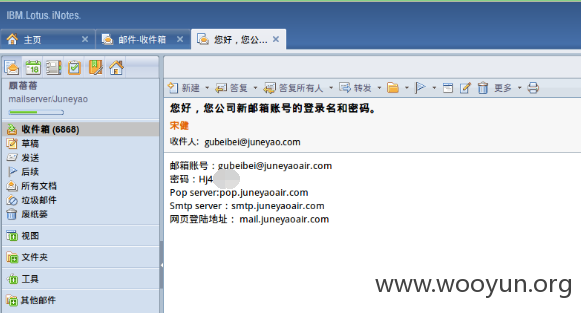 IBM.Lotus.iNotes.
主页
邮件-收件箱
您好，您公...
顾蓓蓓
mailserver/Juneyao
收件箱 (6868)
草稿
发送
后续
所有文档
垃圾邮件
废纸篓
视图
文件夹
工具
其他邮件
新建 答复 答复所有人 转发 更多
您好，您公司新邮箱账号的登录名和密码。
宋健
收件人: gubeibei@juneyao.com
邮箱账号：gubeibei@juneyaoair.com
密码：Hj4
Pop server:pop.juneyaoair.com
Smtp server：smtp.juneyaoair.com
网页登陆地址： mail.juneyaoair.com
www.wooyun.org